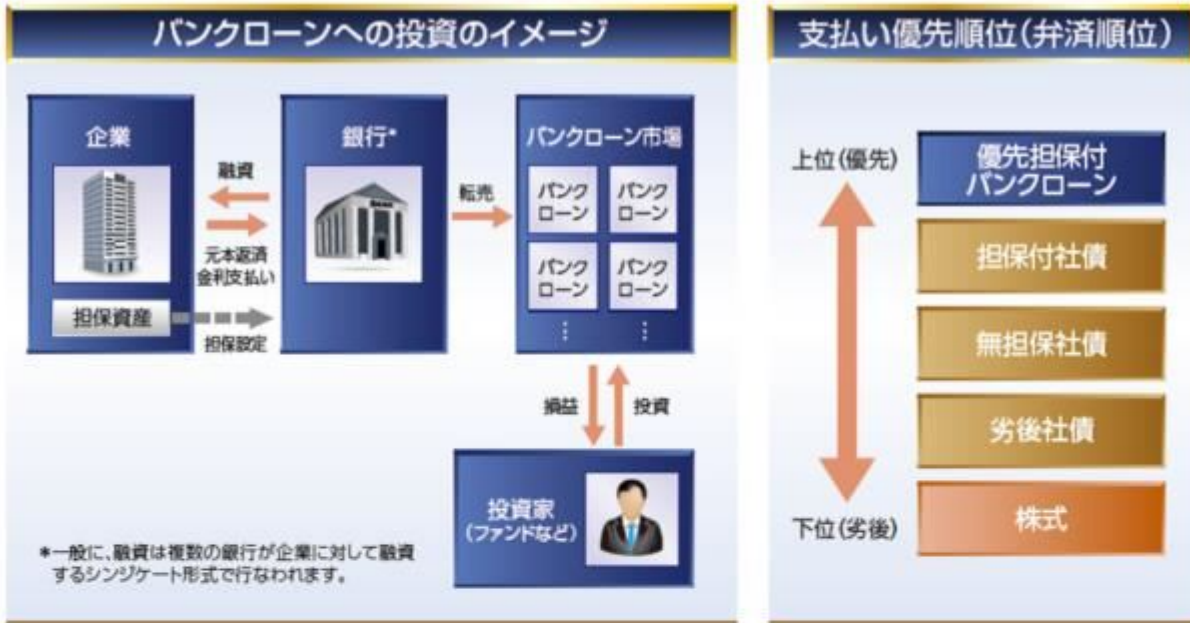 バンクローンへの投資のイメージ
企業
融資
元本返済
金利支払い
担保資産
担保設定
銀行*
転売
バンクローン市場
バンク
ローン
バンク
ローン
バンク
ローン
バンク
ローン
損益
投資
投資家
(ファンドなど)
*一般に、融資は複数の銀行が企業に対して融資
するシンジケート形式で行なわれます。
支払い優先順位(弁済順位)
上位(優先)
下位(劣後)
優先担保付
バンクローン
担保付社債
無担保社債
劣後社債
株式